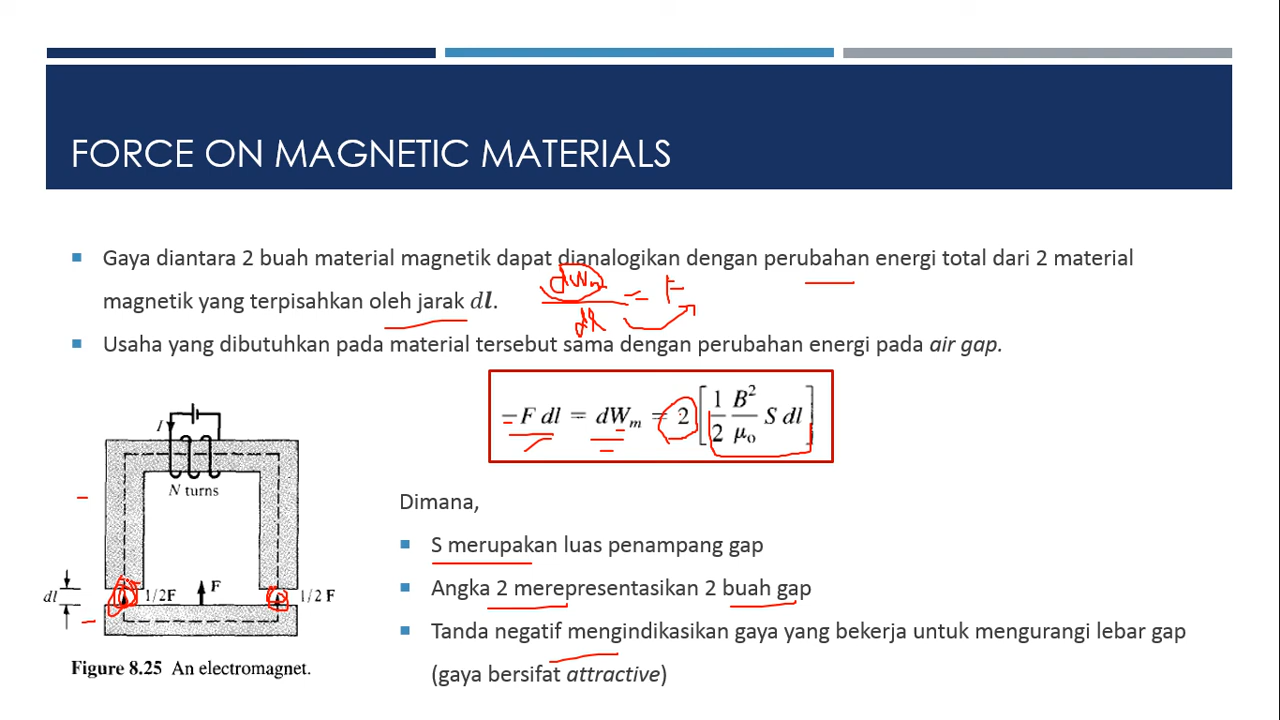 FORCE ON MAGNETIC MATERIALS
Gaya diantara 2 buah material magnetik dapat dianalogikan dengan perubahan energi total dari 2 material
magnetik yang terpisahkan oleh jarak dl.
dWm/dl = F
Usaha yang dibutuhkan pada material tersebut sama dengan perubahan energi pada air gap.
−F dl = dWm = 2 [1/2 B²/μo S dl]
I
N turns
Dimana,
S merupakan luas penampang gap
Angka 2 merepresentasikan 2 buah gap
dl
1/2F
F
1/2 F
Tanda negatif mengindikasikan gaya yang bekerja untuk mengurangi lebar gap
(gaya bersifat attractive)
Figure 8.25 An electromagnet.